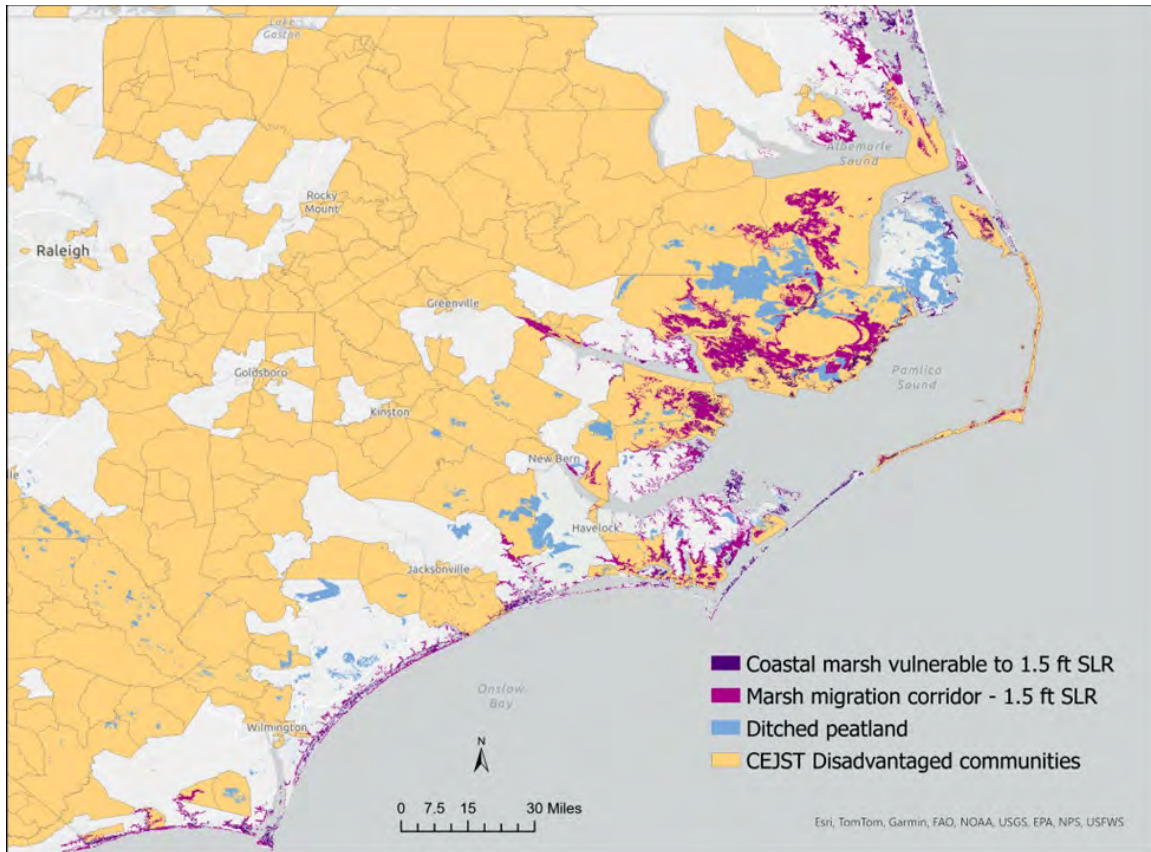 Lake
Gaston
Albemarle
Sound
Rocky
Mount
Raleigh
Greenville
Pamlico
Sound
Goldsboro
Kinston
New Bern
Havelock
Jacksonville
Coastal marsh vulnerable to 1.5 ft SLR
Marsh migration corridor - 1.5 ft SLR
Onslow
Bay
Ditched peatland
Wilmington
N
CEJST Disadvantaged communities
0 7.5 15 30 Miles
Esri, TomTom, Garmin, FAO, NOAA, USGS, EPA, NPS, USFWS